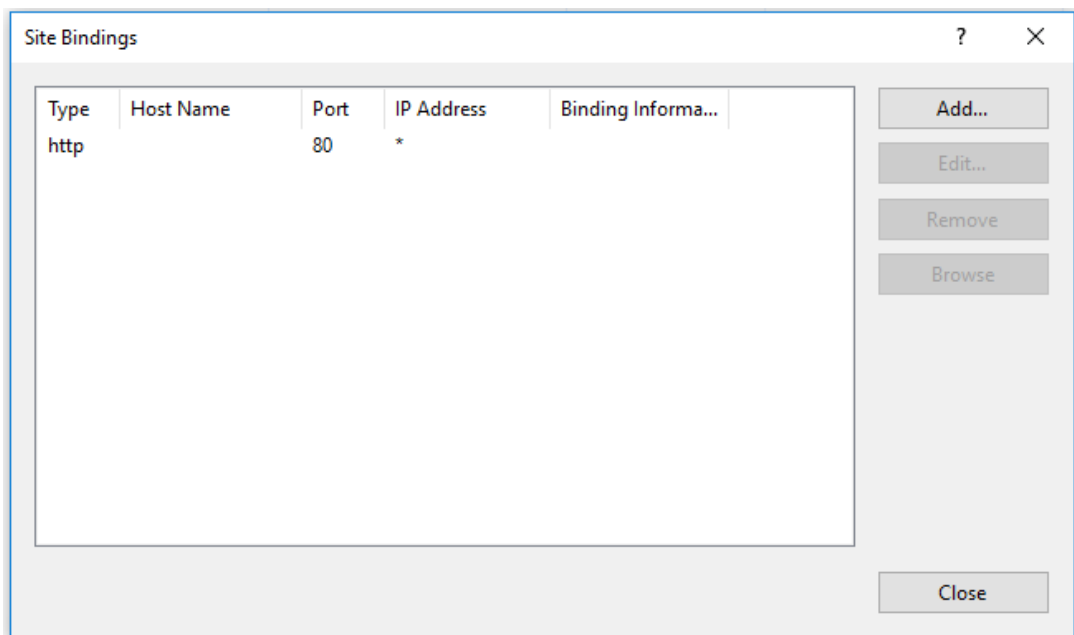 Site Bindings ?
Type Host Name Port IP Address Binding Informa...
http 80 *
Add...
Edit...
Remove
Browse
Close